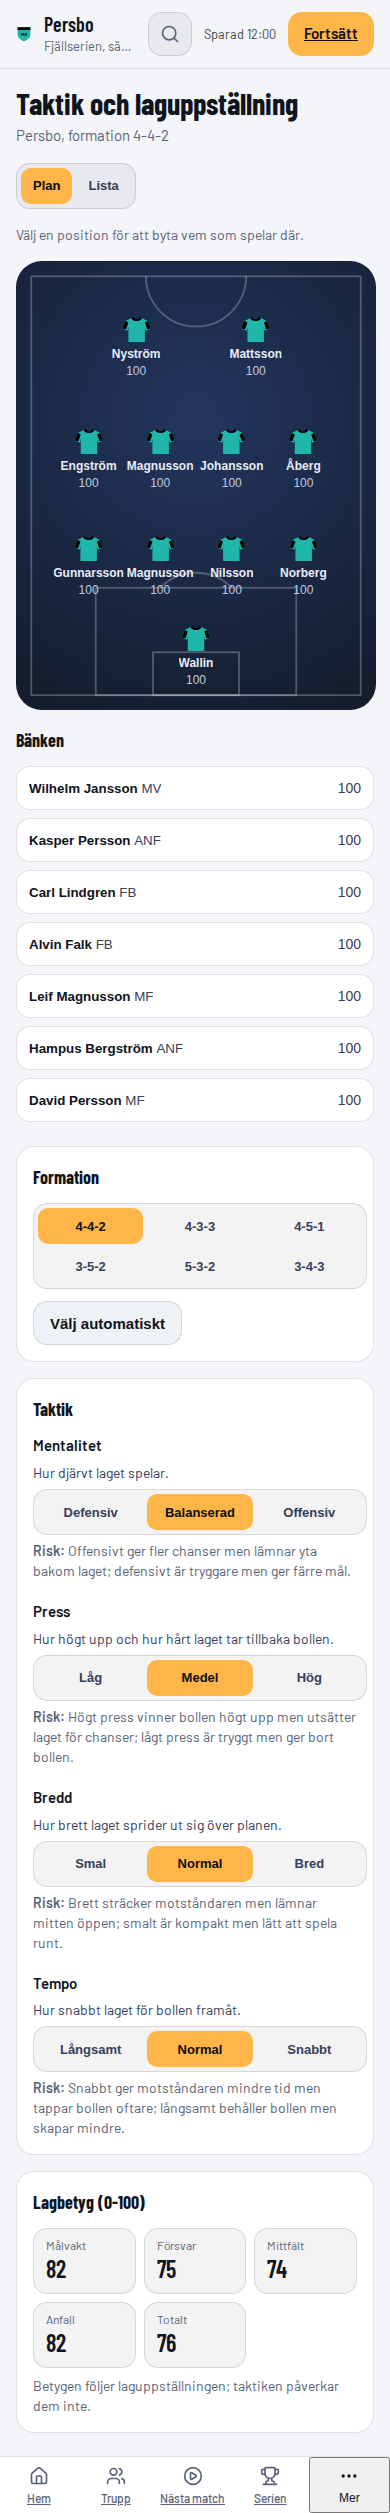 Persbo
Fjällserien, sä...
Sparad 12:00
Fortsätt
Taktik och laguppställning
Persbo, formation 4-4-2
Plan Lista
Välj en position för att byta vem som spelar där.
Nyström Mattsson
100 100
Engström Magnusson Johansson Åberg
100 100 100 100
Gunnarsson Magnusson Nilsson Norberg
100 100 100 100
Wallin
100
Bänken
Wilhelm Jansson MV 100
Kasper Persson ANF 100
Carl Lindgren FB 100
Alvin Falk FB 100
Leif Magnusson MF 100
Hampus Bergström ANF 100
David Persson MF 100
Formation
4-4-2 4-3-3 4-5-1
3-5-2 5-3-2 3-4-3
Välj automatiskt
Taktik
Mentalitet
Hur djärvt laget spelar.
Defensiv Balanserad Offensiv
Risk: Offensivt ger fler chanser men lämnar yta
bakom laget; defensivt är tryggare men ger färre mål.
Press
Hur högt upp och hur hårt laget tar tillbaka bollen.
Låg Medel Hög
Risk: Högt press vinner bollen högt upp men utsätter
laget för chanser; lågt press är tryggt men ger bort
bollen.
Bredd
Hur brett laget sprider ut sig över planen.
Smal Normal Bred
Risk: Brett sträcker motståndaren men lämnar
mitten öppen; smalt är kompakt men lätt att spela
runt.
Tempo
Hur snabbt laget för bollen framåt.
Långsamt Normal Snabbt
Risk: Snabbt ger motståndaren mindre tid men
tappar bollen oftare; långsamt behåller bollen men
skapar mindre.
Lagbetyg (0-100)
Målvakt Försvar Mittfält
82 75 74
Anfall Totalt
82 76
Betygen följer laguppställningen; taktiken påverkar
dem inte.
Hem Trupp Nästa match Serien Mer